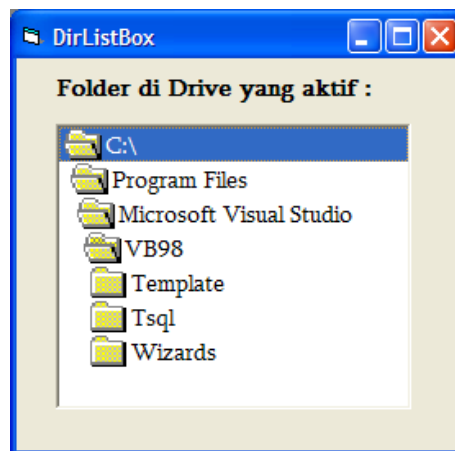 DirListBox
Folder di Drive yang aktif :
C:\
Program Files
Microsoft Visual Studio
VB98
Template
Tsql
Wizards